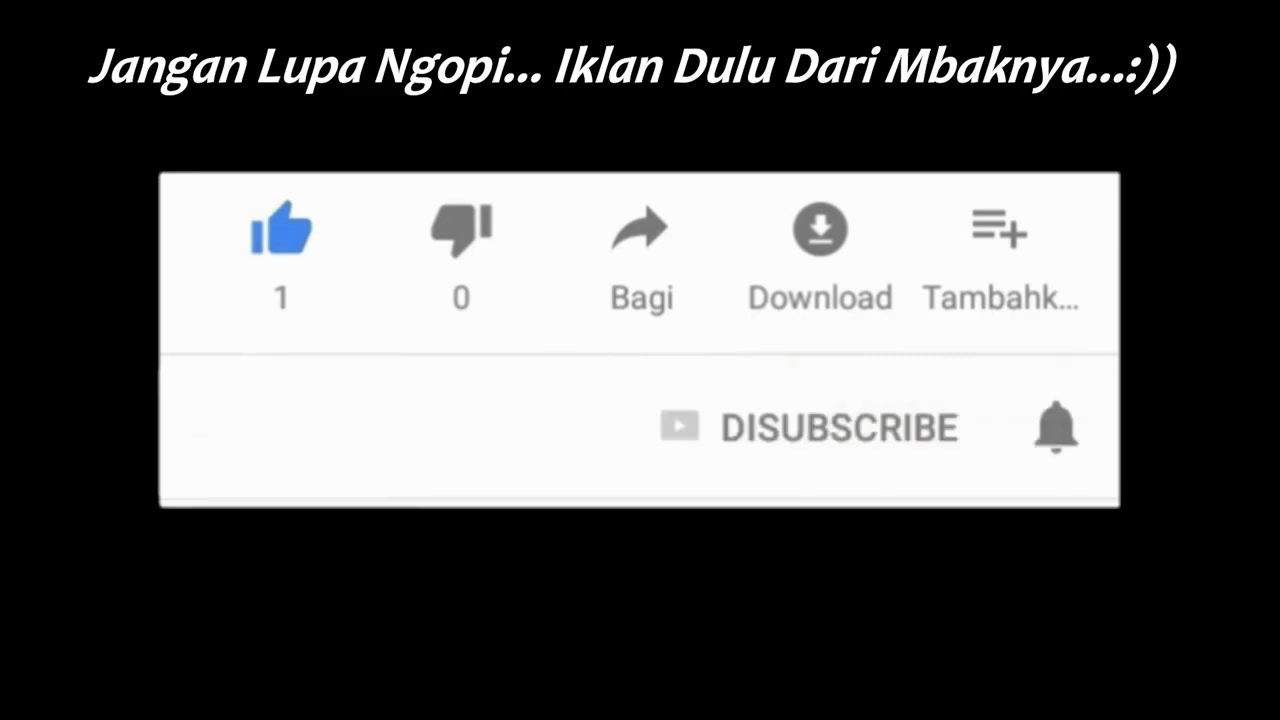 Jangan Lupa Ngopi... Iklan Dulu Dari Mbaknya...:))
1 0 Bagi Download Tambahk...
DISUBSCRIBE